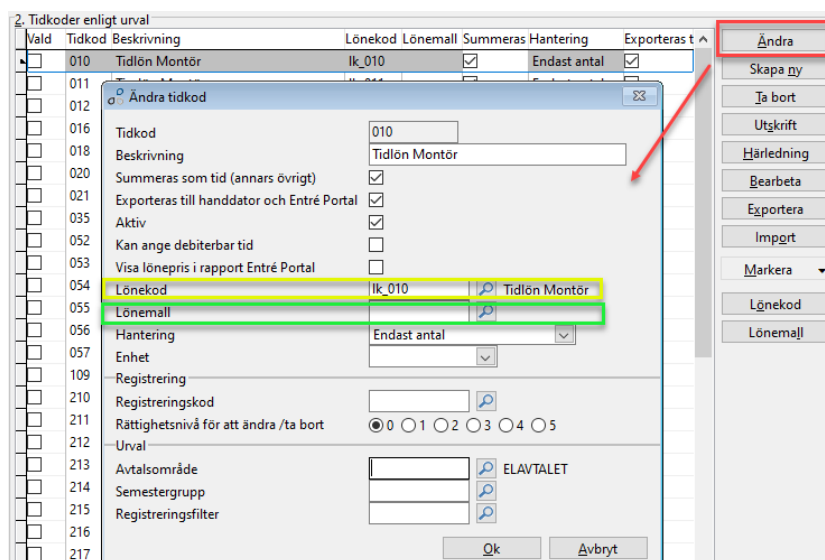 2. Tidkoder enligt urval
Vald Tidkod Beskrivning Lönekod Lönemall Summeras Hantering Exporteras t
010 Tidlön Montör lk_010 Endast antal
011
012
016
018
020
021
035
052
053
054
055
056
057
109
210
211
212
213
214
215
216
217
Ändra tidkod
Tidkod 010
Beskrivning Tidlön Montör
Summeras som tid (annars övrigt)
Exporteras till handdator och Entré Portal
Aktiv
Kan ange debiterbar tid
Visa lönepris i rapport Entré Portal
Lönekod lk_010 Tidlön Montör
Lönemall
Hantering Endast antal
Enhet
Registrering
Registreringskod
Rättighetsnivå för att ändra /ta bort 0 1 2 3 4 5
Urval
Avtalsområde ELAVTALET
Semestergrupp
Registreringsfilter
Ok Avbryt
Ändra
Skapa ny
Ta bort
Utskrift
Härledning
Bearbeta
Exportera
Import
Markera
Lönekod
Lönemall